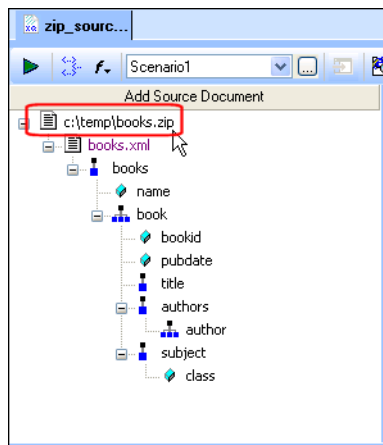 zip_sourc...
Scenario1
Add Source Document
c:\temp\books.zip
books.xml
books
name
book
bookid
pubdate
title
authors
author
subject
class